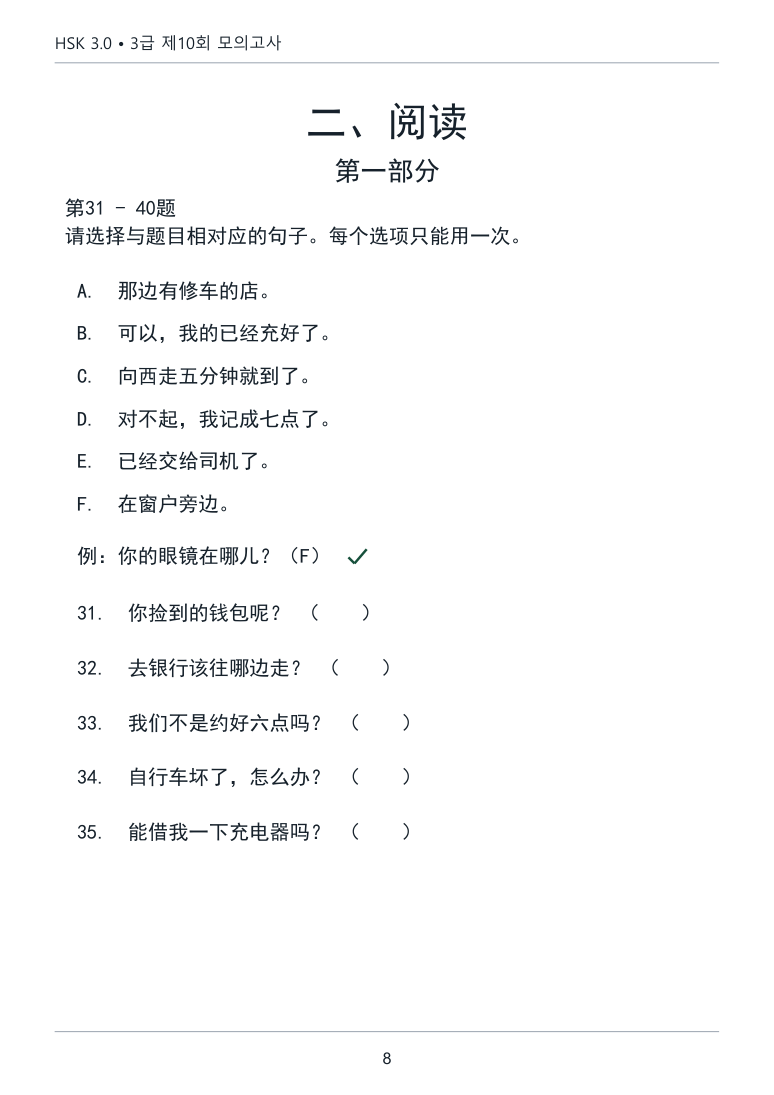 HSK 3.0 • 3급 제10회 모의고사
二、阅读
第一部分
第31 - 40题
请选择与题目相对应的句子。每个选项只能用一次。
A. 那边有修车的店。
B. 可以，我的已经充好了。
C. 向西走五分钟就到了。
D. 对不起，我记成七点了。
E. 已经交给司机了。
F. 在窗户旁边。
例：你的眼镜在哪儿？（F） ✓
31. 你捡到的钱包呢？（ ）
32. 去银行该往哪边走？（ ）
33. 我们不是约好六点吗？（ ）
34. 自行车坏了，怎么办？（ ）
35. 能借我一下充电器吗？（ ）
8